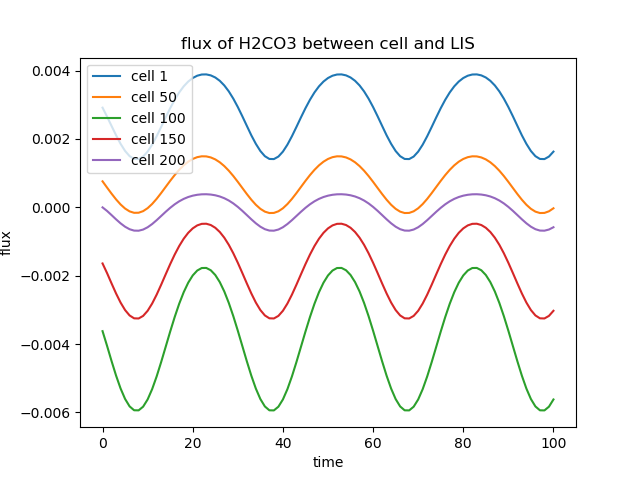 flux of H2CO3 between cell and LIS
cell 1
cell 50
cell 100
cell 150
cell 200
flux
0.004
0.002
0.000
−0.002
−0.004
−0.006
0
20
40
60
80
100
time